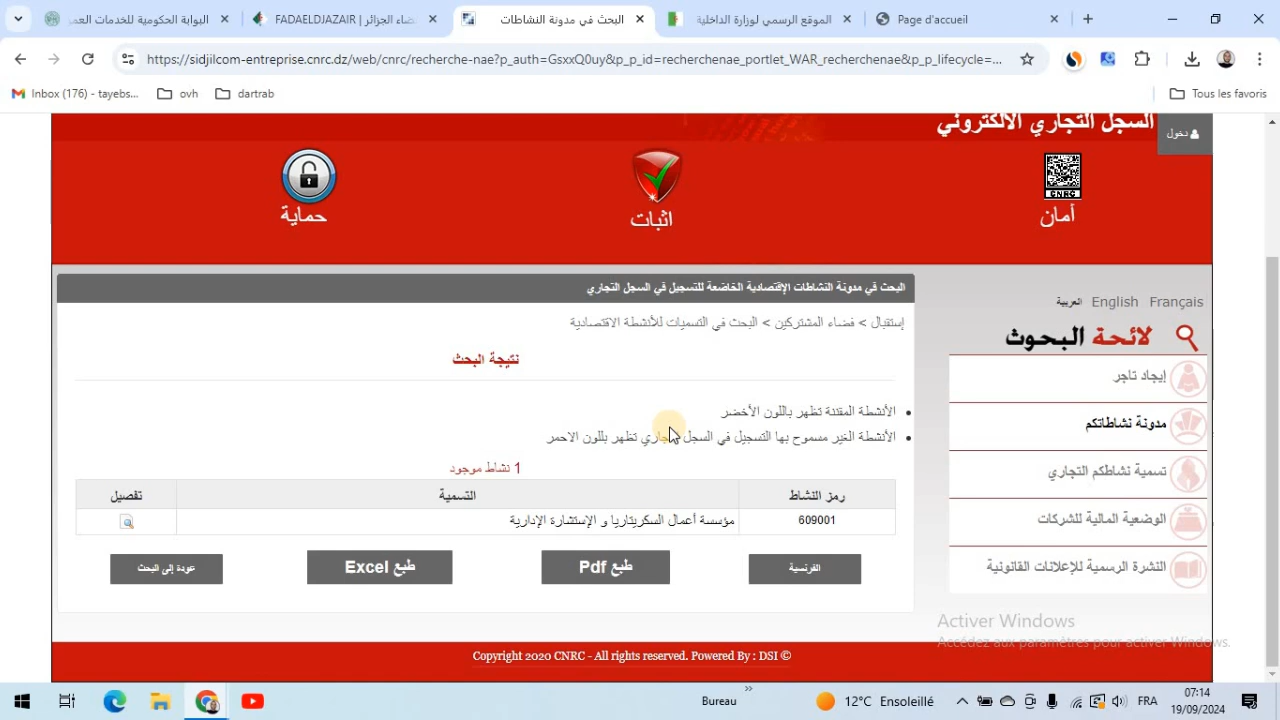 البوابة الحكومية للخدمات العمو
FADAELDJAZAIR | ضاء الجزائر
البحث في مدونة النشاطات
الموقع الرسمي لوزارة الداخلية
Page d'accueil
https://sidjilcom-entreprise.cnrc.dz/web/cnrc/recherche-nae?p_auth=GsxxQ0uy&p_p_id=recherchenae_portlet_WAR_recherchenae&p_p_lifecycle=...
Inbox (176) - tayebs...
ovh
dartrab
Tous les favoris
السجل التجاري الالكتروني
دخول
أمان
اثبات
حماية
CNRC
البحث في مدونة النشاطات الإقتصادية الخاضعة للتسجيل في السجل التجاري
إستقبال > فضاء المشتركين > البحث في التسميات للأنشطة الاقتصادية
نتيجة البحث
الأنشطة المقننة تظهر باللون الأخضر
الأنشطة الغير مسموح بها التسجيل في السجل التجاري تظهر بللون الاحمر
1 نشاط موجود
رمز النشاط التسمية تفصيل
609001 مؤسسة أعمال السكريتاريا و الإستشارة الإدارية
الفرنسية
طبع Pdf
طبع Excel
عودة إلى البحث
العربية English Français
لائحة البحوث
إيجاد تاجر
مدونة نشاطاتكم
تسمية نشاطكم التجاري
الوضعية المالية للشركات
النشرة الرسمية للإعلانات القانونية
Activer Windows
Accédez aux paramètres pour activer Windows.
Copyright 2020 CNRC - All rights reserved. Powered By : DSI ©
Bureau
12°C Ensoleillé
FRA
07:14
19/09/2024